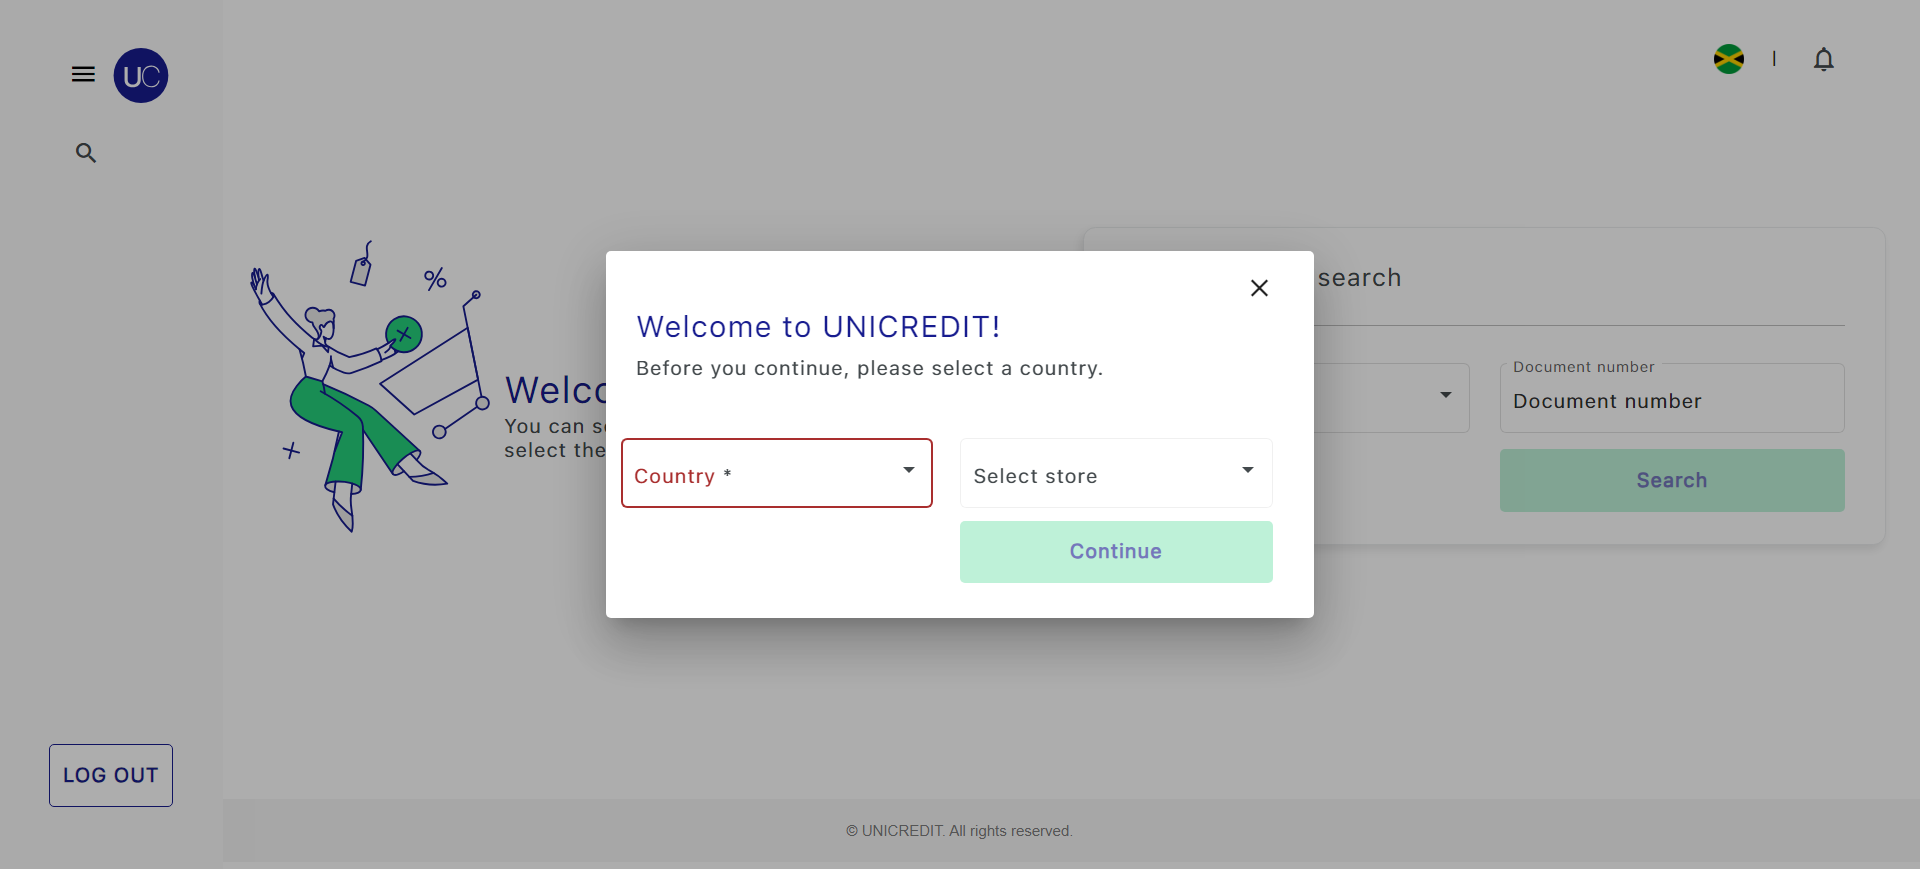 UC
search
Welcome to UNICREDIT!
Before you continue, please select a country.
Welco
You can s
select the
Country *
Select store
Continue
Document number
Document number
Search
LOG OUT
© UNICREDIT. All rights reserved.